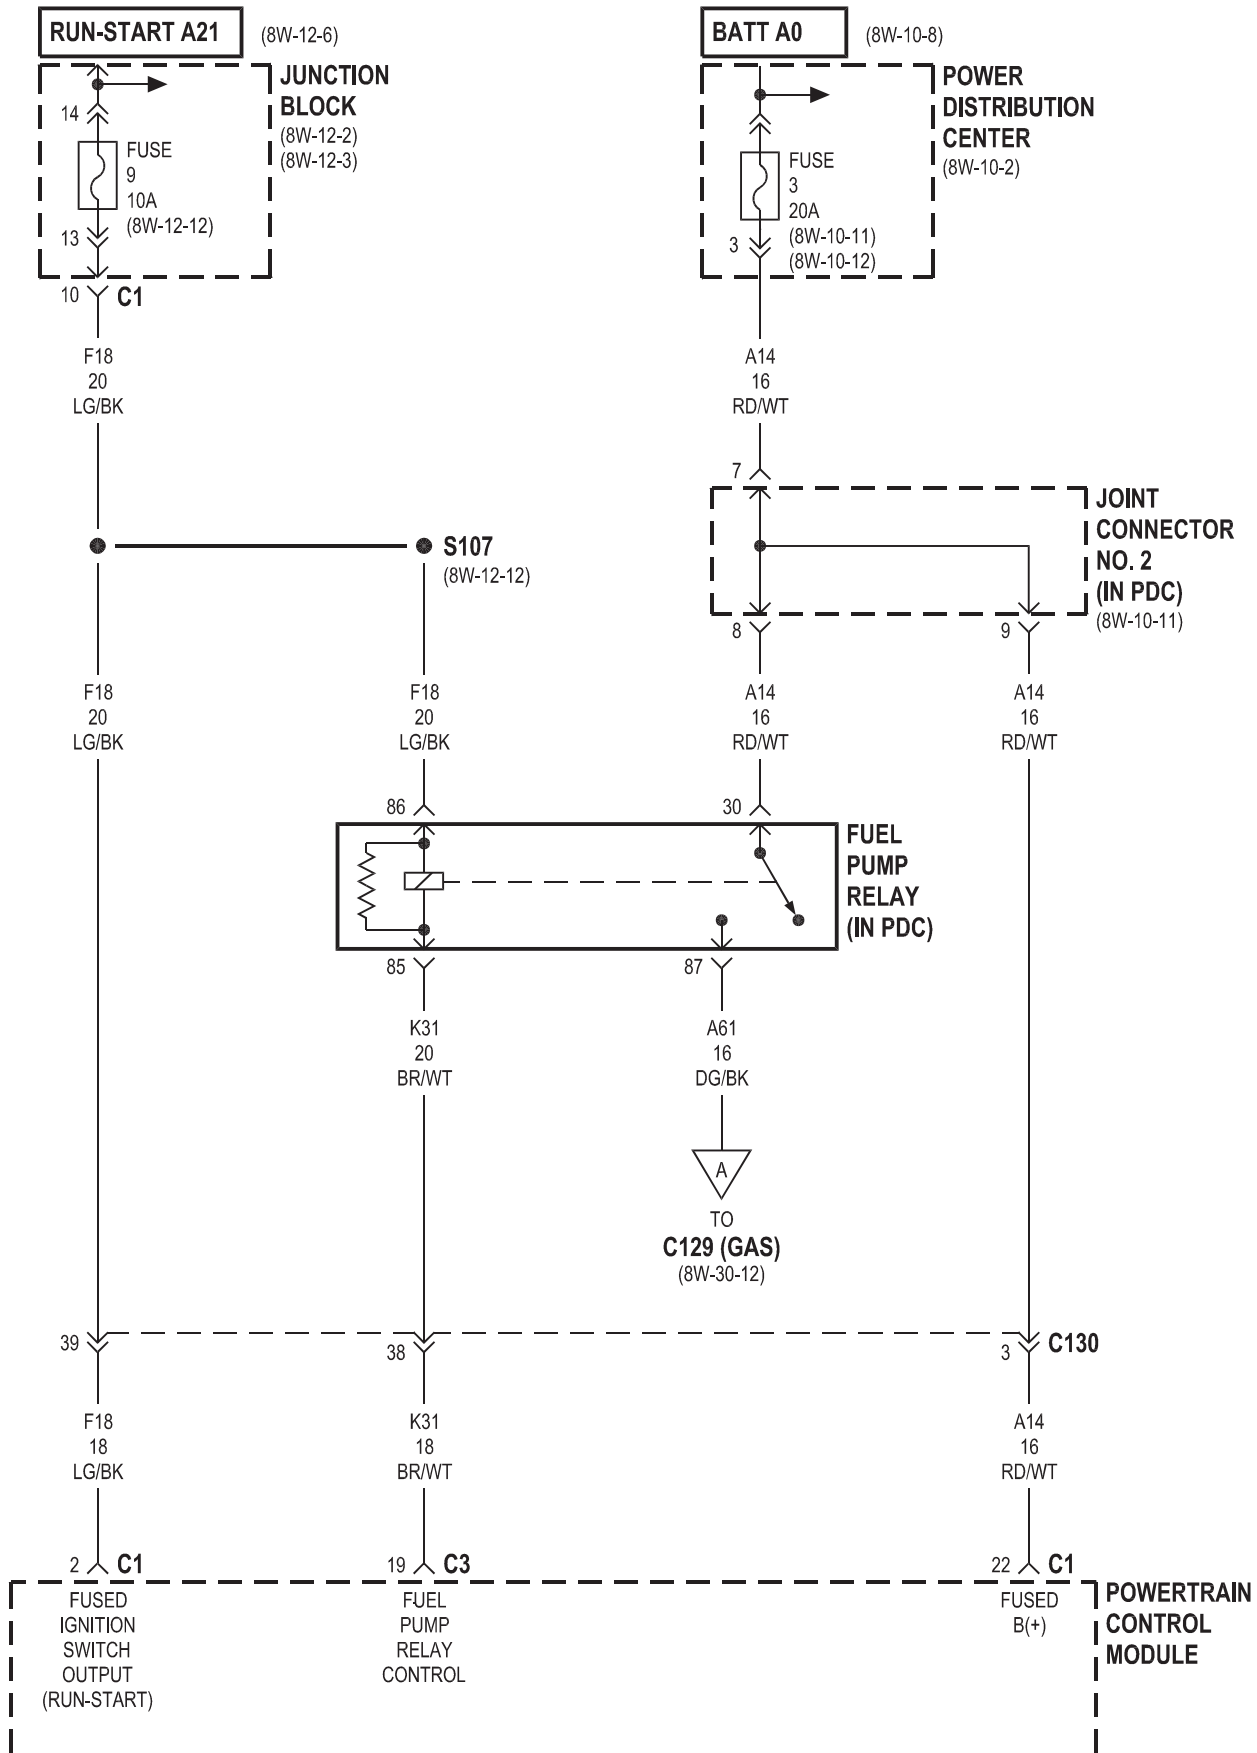 RUN-START A21 (8W-12-6)
BATT A0 (8W-10-8)
JUNCTION
BLOCK
(8W-12-2)
(8W-12-3)
14
FUSE
9
10A
(8W-12-12)
13
10 C1
POWER
DISTRIBUTION
CENTER
(8W-10-2)
FUSE
3
20A
(8W-10-11)
(8W-10-12)
3
F18
20
LG/BK
A14
16
RD/WT
7
JOINT
CONNECTOR
NO. 2
(IN PDC)
(8W-10-11)
S107
(8W-12-12)
8
9
F18
20
LG/BK
F18
20
LG/BK
A14
16
RD/WT
A14
16
RD/WT
86
30
FUEL
PUMP
RELAY
(IN PDC)
85
87
K31
20
BR/WT
A61
16
DG/BK
A
TO
C129 (GAS)
(8W-30-12)
39
38
3 C130
F18
18
LG/BK
K31
18
BR/WT
A14
16
RD/WT
2 C1
19 C3
22 C1
FUSED
IGNITION
SWITCH
OUTPUT
(RUN-START)
FUEL
PUMP
RELAY
CONTROL
FUSED
B(+)
POWERTRAIN
CONTROL
MODULE